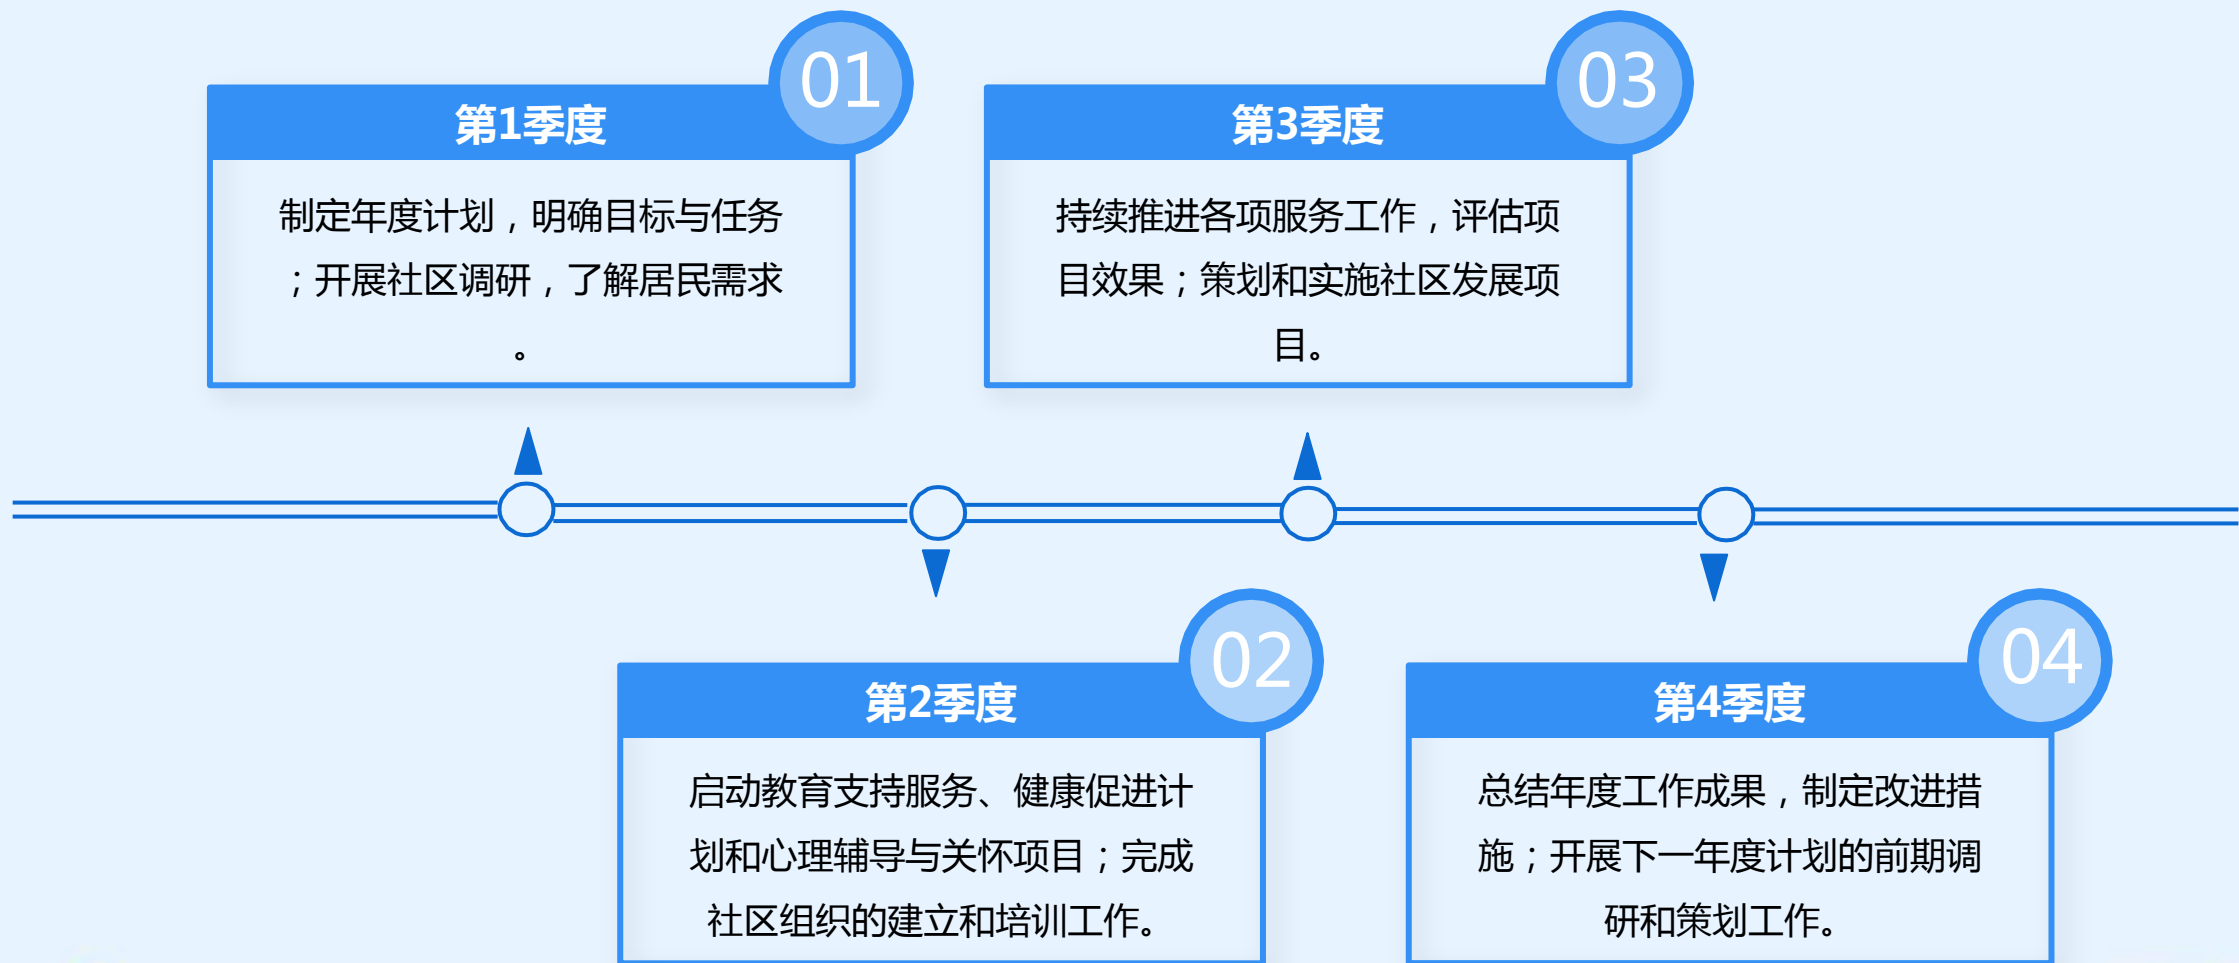 01
第1季度
制定年度计划，明确目标与任务
；开展社区调研，了解居民需求
。
03
第3季度
持续推进各项服务工作，评估项
目效果；策划和实施社区发展项
目。
02
第2季度
启动教育支持服务、健康促进计
划和心理辅导与关怀项目；完成
社区组织的建立和培训工作。
04
第4季度
总结年度工作成果，制定改进措
施；开展下一年度计划的前期调
研和策划工作。